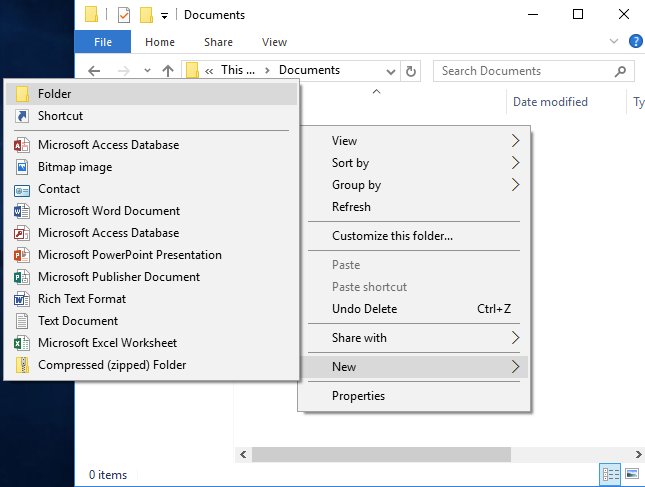 Documents
File
Home
Share
View
This ...
Documents
Search Documents
Date modified
Ty
Folder
Shortcut
Microsoft Access Database
Bitmap image
Contact
Microsoft Word Document
Microsoft Access Database
Microsoft PowerPoint Presentation
Microsoft Publisher Document
Rich Text Format
Text Document
Microsoft Excel Worksheet
Compressed (zipped) Folder
View
Sort by
Group by
Refresh
Customize this folder...
Paste
Paste shortcut
Undo Delete Ctrl+Z
Share with
New
Properties
0 items